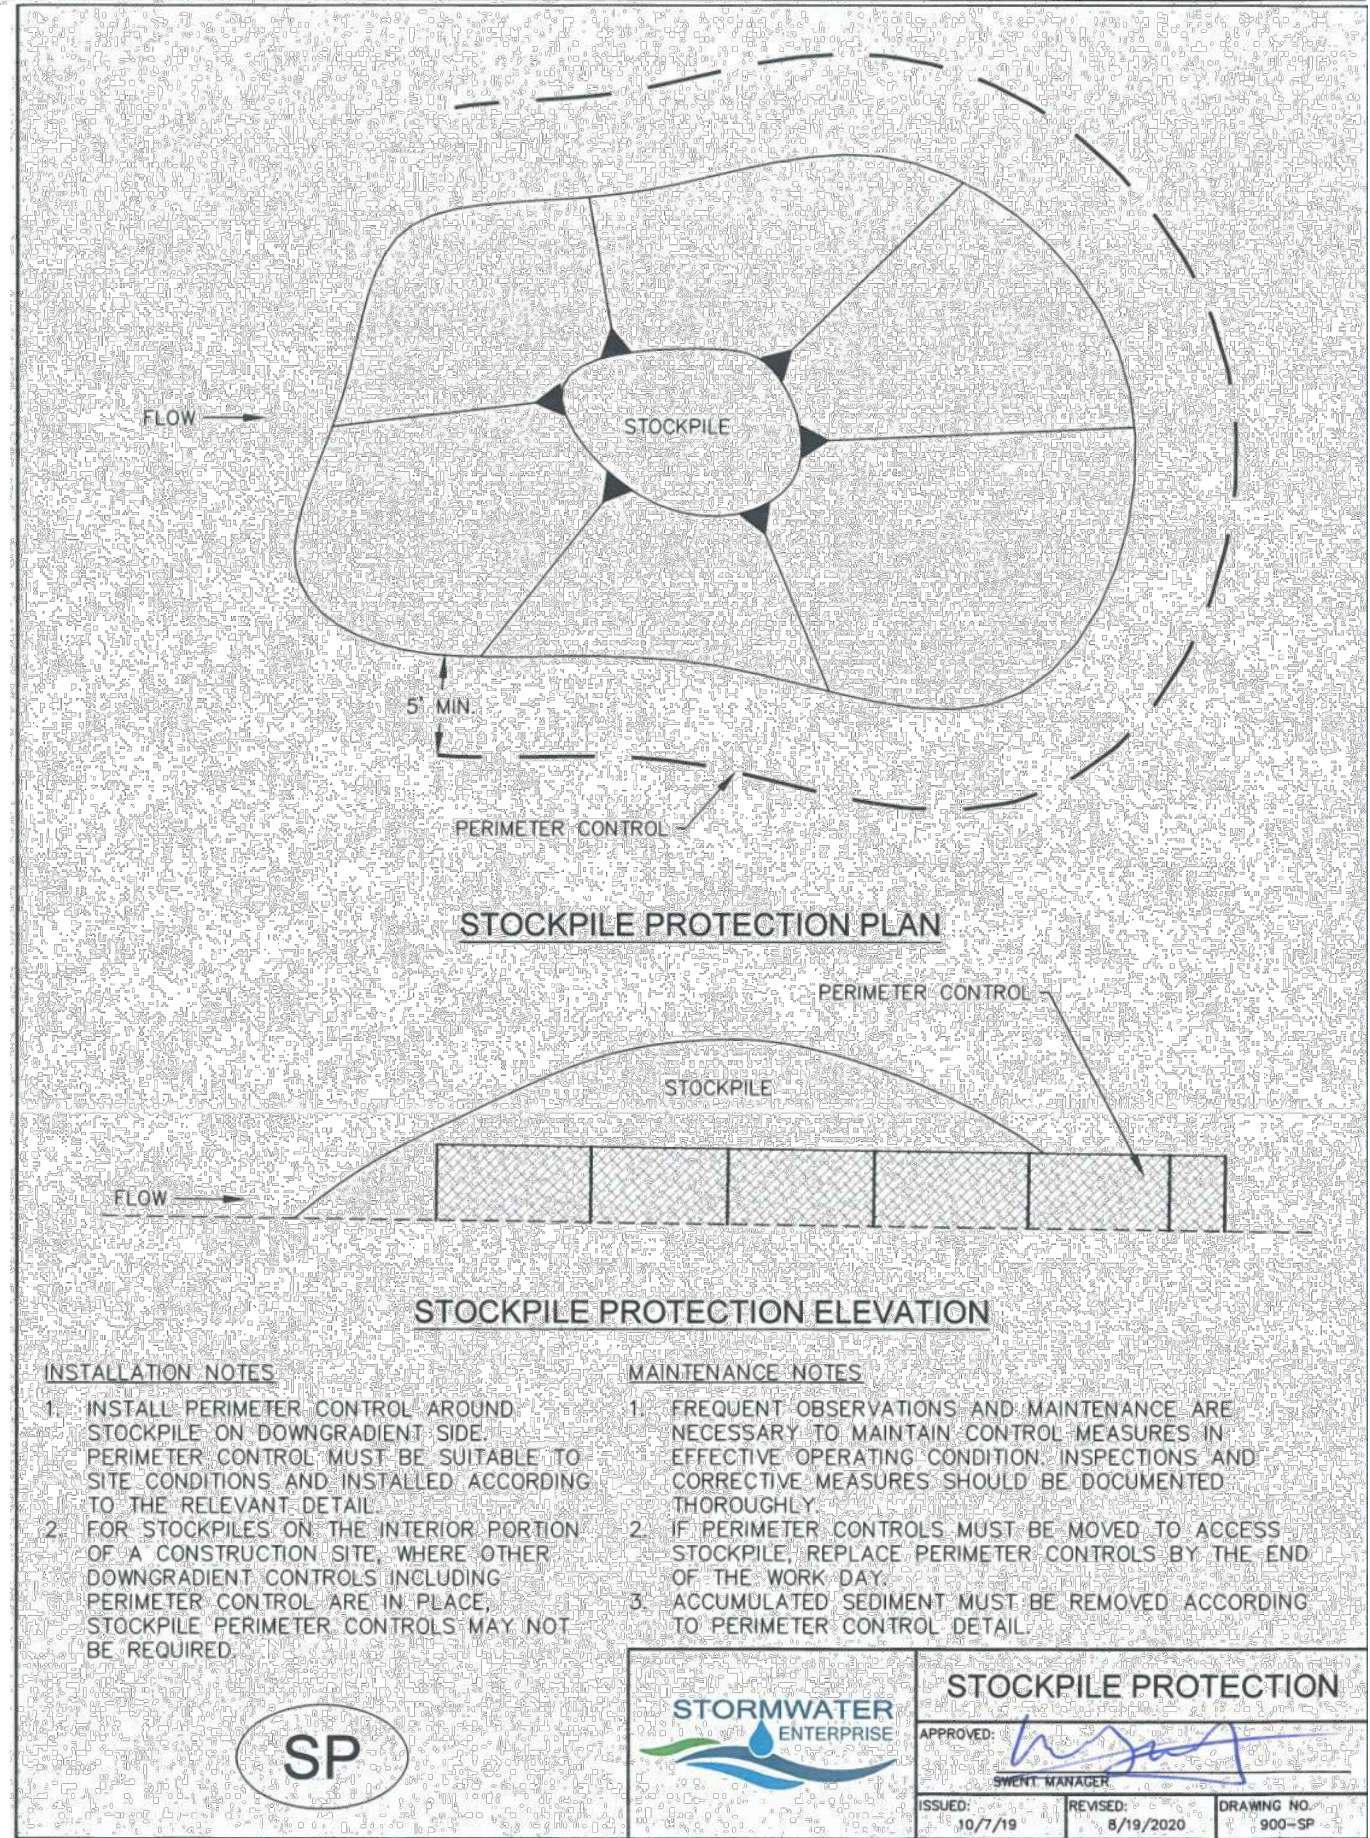 FLOW
STOCKPILE
5' MIN.
PERIMETER CONTROL
STOCKPILE PROTECTION PLAN
PERIMETER CONTROL
STOCKPILE
FLOW
STOCKPILE PROTECTION ELEVATION
INSTALLATION NOTES
1. INSTALL PERIMETER CONTROL AROUND
STOCKPILE ON DOWNGRADIENT SIDE.
PERIMETER CONTROL MUST BE SUITABLE TO
SITE CONDITIONS AND INSTALLED ACCORDING
TO THE RELEVANT DETAIL.
2. FOR STOCKPILES ON THE INTERIOR PORTION
OF A CONSTRUCTION SITE, WHERE OTHER
DOWNGRADIENT CONTROLS INCLUDING
PERIMETER CONTROL ARE IN PLACE,
STOCKPILE PERIMETER CONTROLS MAY NOT
BE REQUIRED.
MAINTENANCE NOTES
1. FREQUENT OBSERVATIONS AND MAINTENANCE ARE
NECESSARY TO MAINTAIN CONTROL MEASURES IN
EFFECTIVE OPERATING CONDITION. INSPECTIONS AND
CORRECTIVE MEASURES SHOULD BE DOCUMENTED
THOROUGHLY.
2. IF PERIMETER CONTROLS MUST BE MOVED TO ACCESS
STOCKPILE, REPLACE PERIMETER CONTROLS BY THE END
OF THE WORK DAY.
3. ACCUMULATED SEDIMENT MUST BE REMOVED ACCORDING
TO PERIMETER CONTROL DETAIL.
SP
STORMWATER
ENTERPRISE
STOCKPILE PROTECTION
APPROVED:
SWENT MANAGER
ISSUED:
10/7/19
REVISED:
8/19/2020
DRAWING NO.
900-SP